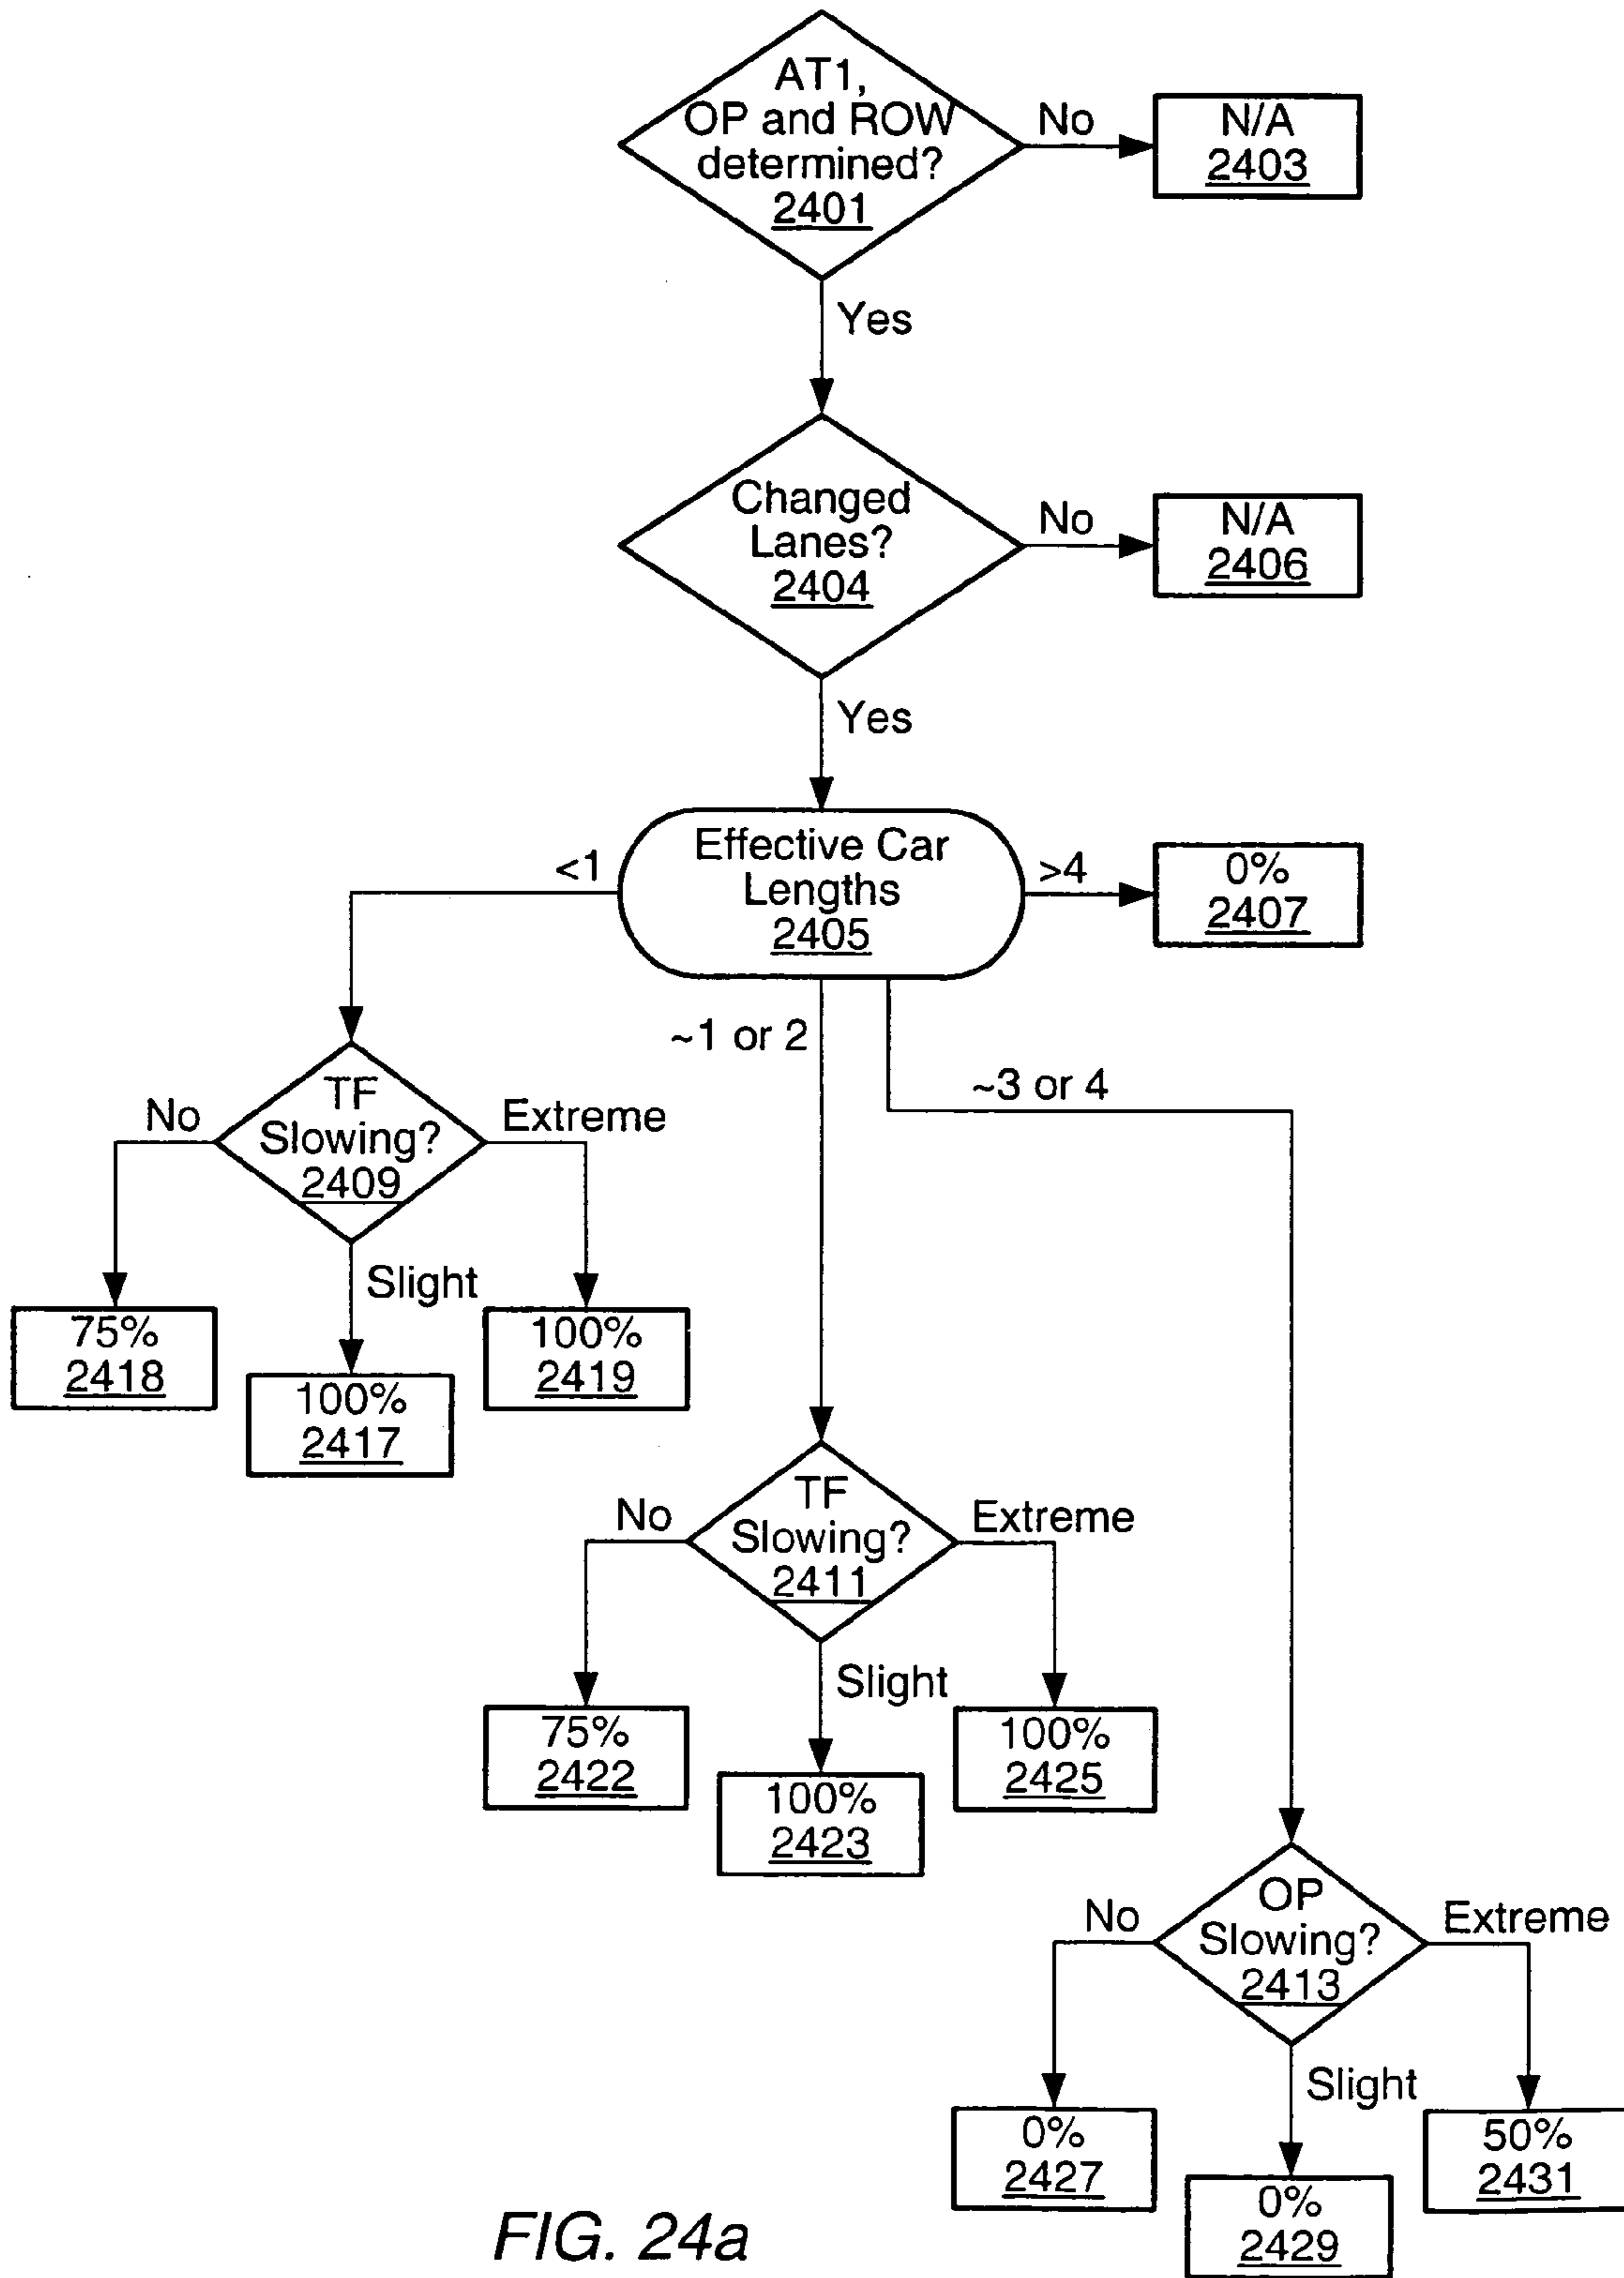 AT1,
OP and ROW
determined?
2401
No
N/A
2403
Yes
Changed
Lanes?
2404
No
N/A
2406
Yes
Effective Car
Lengths
2405
<1
>4
0%
2407
~1 or 2
~3 or 4
TF
Slowing?
2409
No
Extreme
Slight
75%
2418
100%
2417
100%
2419
TF
Slowing?
2411
No
Extreme
Slight
75%
2422
100%
2423
100%
2425
OP
Slowing?
2413
No
Extreme
Slight
0%
2427
0%
2429
50%
2431
FIG. 24a